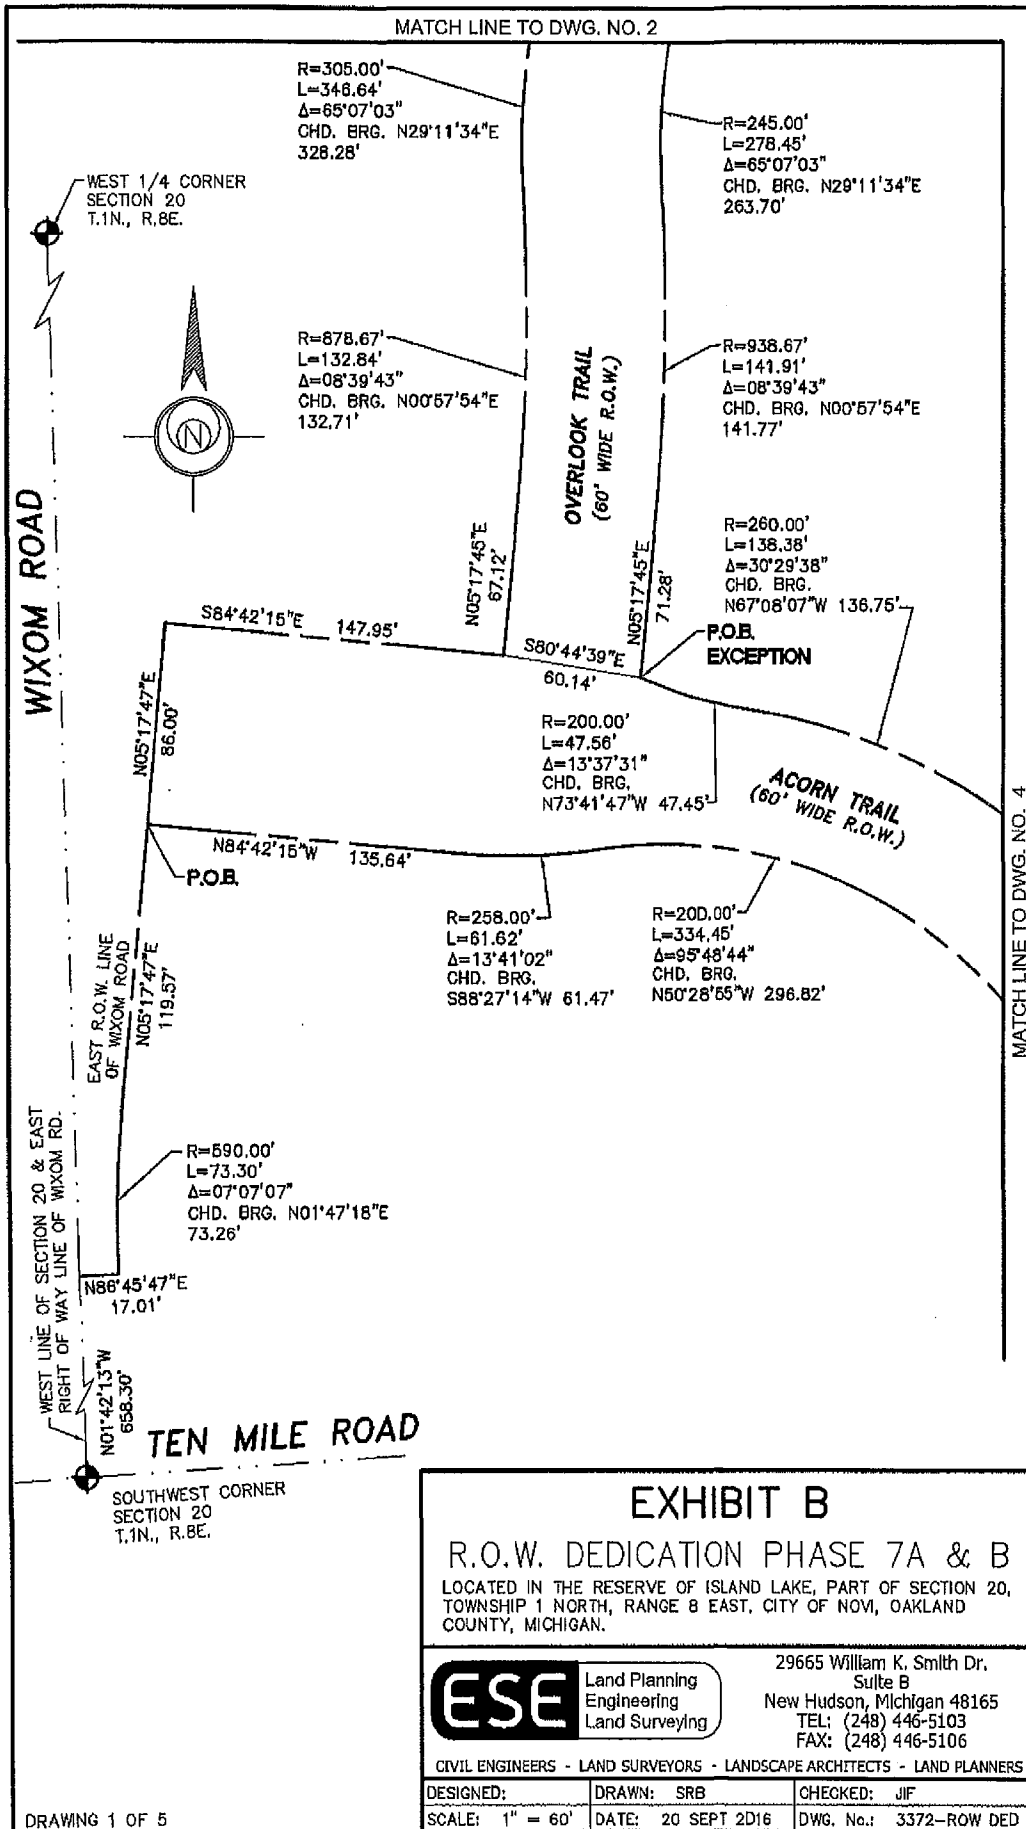 MATCH LINE TO DWG. NO. 2
R=305.00'
L=346.64'
Δ=65°07'03"
CHD. BRG. N29°11'34"E
328.28'
R=245.00'
L=278.45'
Δ=65°07'03"
CHD. BRG. N29°11'34"E
263.70'
WEST 1/4 CORNER
SECTION 20
T.1N., R.8E.
R=878.67'
L=132.84'
Δ=08°39'43"
CHD. BRG. N00°57'54"E
132.71'
R=938.67'
L=141.91'
Δ=08°39'43"
CHD. BRG. N00°57'54"E
141.77'
N
OVERLOOK TRAIL
(60' WIDE R.O.W.)
WIXOM ROAD
R=260.00'
L=138.38'
Δ=30°29'38"
CHD. BRG.
N67°08'07"W 136.75'
N05°17'45"E
67.12'
N05°17'45"E
71.28'
S84°42'15"E 147.95'
S80°44'39"E
60.14'
P.O.B.
EXCEPTION
N05°17'47"E
86.00'
R=200.00'
L=47.56'
Δ=13°37'31"
CHD. BRG.
N73°41'47"W 47.45'
ACORN TRAIL
(60' WIDE R.O.W.)
MATCH LINE TO DWG. NO. 4
N84°42'15"W 135.64'
P.O.B.
R=258.00'
L=61.62'
Δ=13°41'02"
CHD. BRG.
S88°27'14"W 61.47'
R=200.00'
L=334.45'
Δ=95°48'44"
CHD. BRG.
N50°28'55"W 296.82'
EAST R.O.W. LINE
OF WIXOM ROAD
N05°17'47"E
119.57'
R=590.00'
L=73.30'
Δ=07°07'07"
CHD. BRG. N01°47'18"E
73.26'
WEST LINE OF SECTION 20 & EAST
RIGHT OF WAY LINE OF WIXOM RD.
N86°45'47"E
17.01'
N01°42'13"W
658.30'
TEN MILE ROAD
SOUTHWEST CORNER
SECTION 20
T.1N., R.8E.
EXHIBIT B
R.O.W. DEDICATION PHASE 7A & B
LOCATED IN THE RESERVE OF ISLAND LAKE, PART OF SECTION 20,
TOWNSHIP 1 NORTH, RANGE 8 EAST, CITY OF NOVI, OAKLAND
COUNTY, MICHIGAN.
ESE
Land Planning
Engineering
Land Surveying
29665 William K. Smith Dr.
Suite B
New Hudson, Michigan 48165
TEL: (248) 446-5103
FAX: (248) 446-5106
CIVIL ENGINEERS - LAND SURVEYORS - LANDSCAPE ARCHITECTS - LAND PLANNERS
DESIGNED: DRAWN: SRB CHECKED: JIF
SCALE: 1" = 60' DATE: 20 SEPT 2016 DWG. No.: 3372-ROW DED
DRAWING 1 OF 5